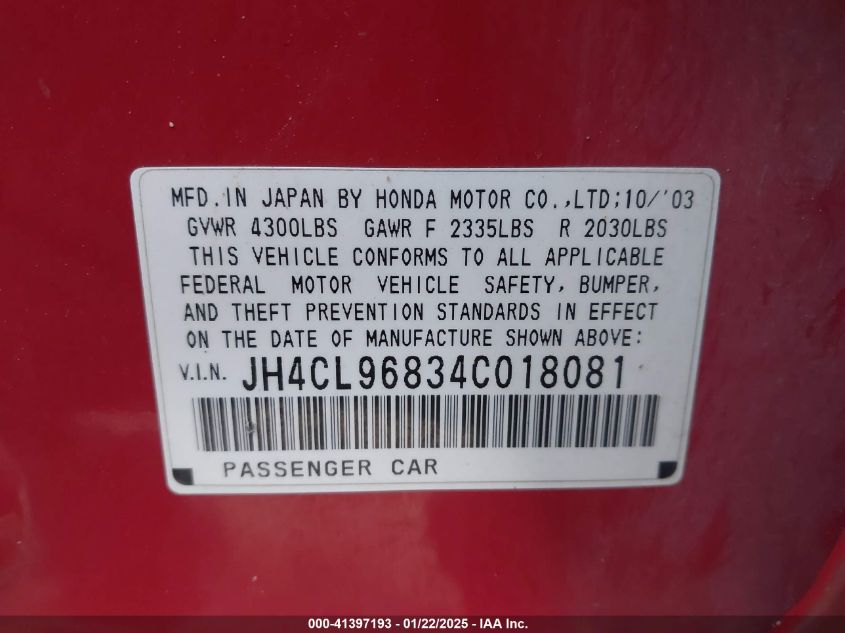 MFD.IN JAPAN BY HONDA MOTOR CO.,LTD;10/'03
GVWR 4300LBS GAWR F 2335LBS R 2030LBS
THIS VEHICLE CONFORMS TO ALL APPLICABLE
FEDERAL MOTOR VEHICLE SAFETY, BUMPER,
AND THEFT PREVENTION STANDARDS IN EFFECT
ON THE DATE OF MANUFACTURE SHOWN ABOVE:
V.I.N. JH4CL96834C018081
PASSENGER CAR
000-41397193 - 01/22/2025 - IAA Inc.